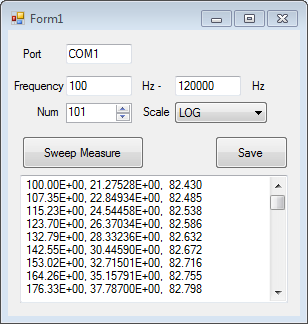 Form1
Port COM1
Frequency 100 Hz - 120000 Hz
Num 101 Scale LOG
Sweep Measure Save
100.00E+00, 21.27528E+00, 82.430
107.35E+00, 22.84934E+00, 82.485
115.23E+00, 24.54458E+00, 82.538
123.70E+00, 26.37034E+00, 82.586
132.79E+00, 28.33236E+00, 82.632
142.55E+00, 30.44590E+00, 82.672
153.02E+00, 32.71501E+00, 82.716
164.26E+00, 35.15791E+00, 82.755
176.33E+00, 37.78700E+00, 82.798